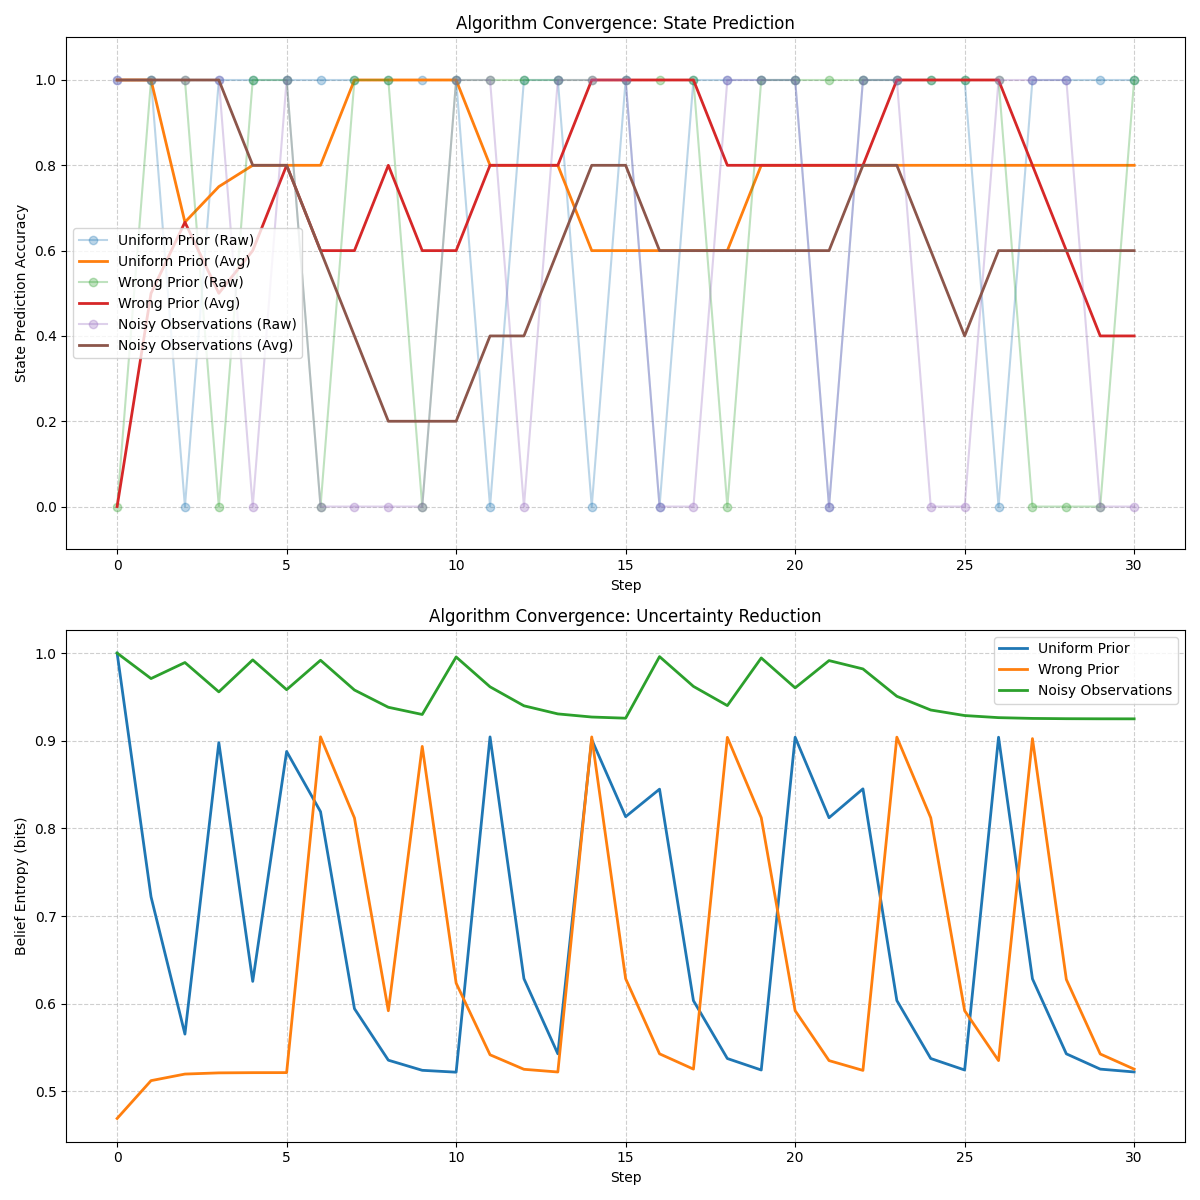 Algorithm Convergence: State Prediction
State Prediction Accuracy
1.0
0.8
0.6
0.4
0.2
0.0
Uniform Prior (Raw)
Uniform Prior (Avg)
Wrong Prior (Raw)
Wrong Prior (Avg)
Noisy Observations (Raw)
Noisy Observations (Avg)
0 5 10 15 20 25 30
Step
Algorithm Convergence: Uncertainty Reduction
Belief Entropy (bits)
1.0
0.9
0.8
0.7
0.6
0.5
Uniform Prior
Wrong Prior
Noisy Observations
0 5 10 15 20 25 30
Step